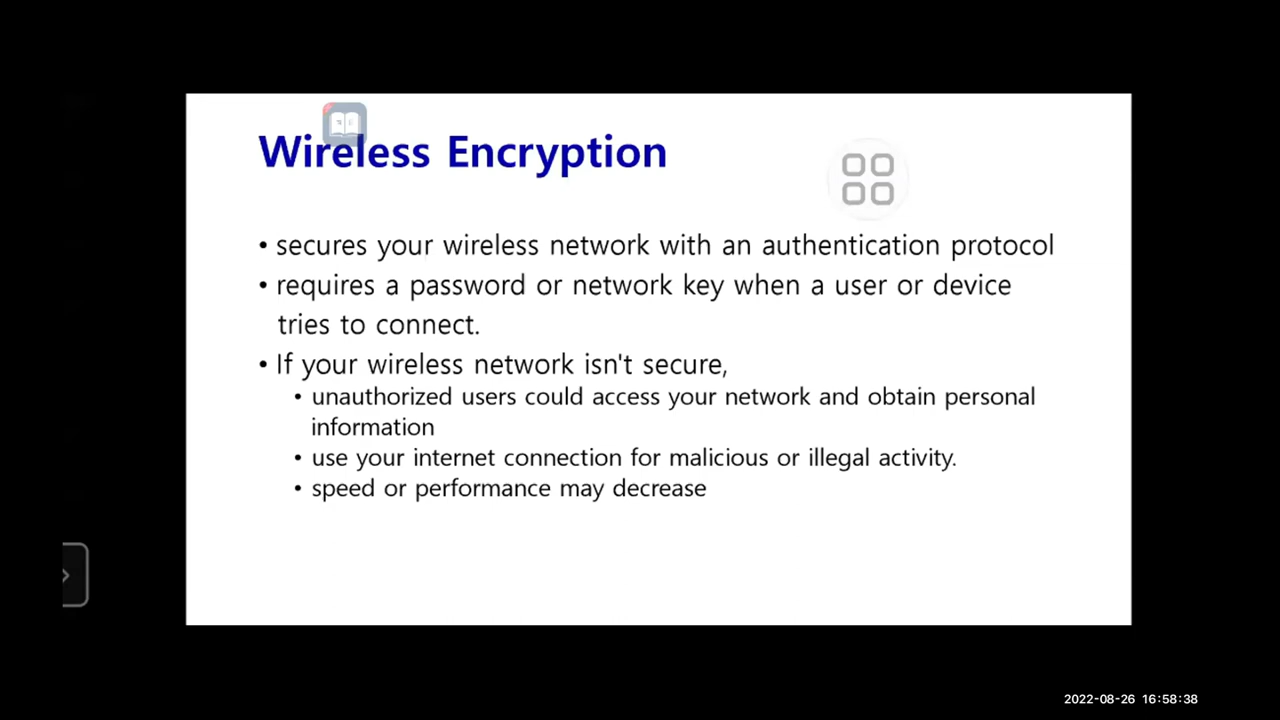 Wireless Encryption
• secures your wireless network with an authentication protocol
• requires a password or network key when a user or device
tries to connect.
• If your wireless network isn't secure,
• unauthorized users could access your network and obtain personal
information
• use your internet connection for malicious or illegal activity.
• speed or performance may decrease
2022-08-26 16:58:38